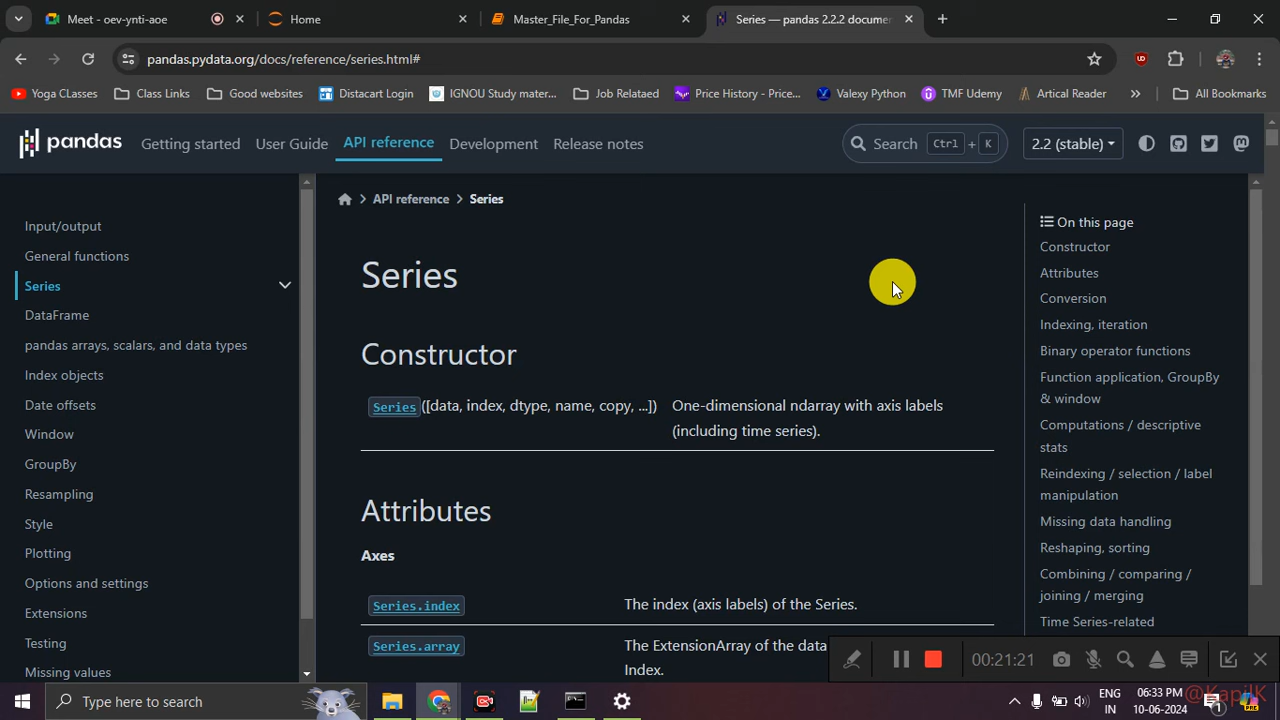 Meet - oev-ynti-aoe
Home
Master_File_For_Pandas
Series — pandas 2.2.2 documen
pandas.pydata.org/docs/reference/series.html#
Yoga CLasses
Class Links
Good websites
Distacart Login
IGNOU Study mater...
Job Relataed
Price History - Price...
Valexy Python
TMF Udemy
Artical Reader
»
All Bookmarks
pandas
Getting started
User Guide
API reference
Development
Release notes
Search Ctrl + K
2.2 (stable)
Input/output
General functions
Series
DataFrame
pandas arrays, scalars, and data types
Index objects
Date offsets
Window
GroupBy
Resampling
Style
Plotting
Options and settings
Extensions
Testing
Missing values
API reference > Series
Series
Constructor
Series([data, index, dtype, name, copy, ...]) One-dimensional ndarray with axis labels
(including time series).
Attributes
Axes
Series.index The index (axis labels) of the Series.
Series.array The ExtensionArray of the data
Index.
On this page
Constructor
Attributes
Conversion
Indexing, iteration
Binary operator functions
Function application, GroupBy
& window
Computations / descriptive
stats
Reindexing / selection / label
manipulation
Missing data handling
Reshaping, sorting
Combining / comparing /
joining / merging
Time Series-related
00:21:21
Type here to search
ENG
IN
06:33 PM
10-06-2024
@KapilK